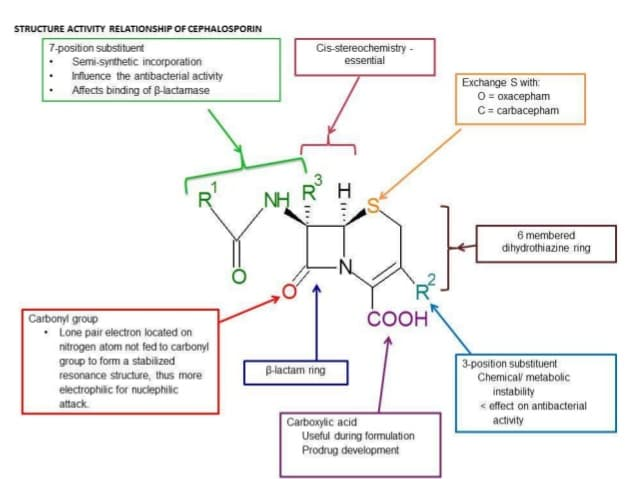 STRUCTURE ACTIVITY RELATIONSHIP OF CEPHALOSPORIN
7-position substituent
• Semi-synthetic incorporation
• Influence the antibacterial activity
• Affects binding of β-lactamase
Cis-stereochemistry -
essential
Exchange S with:
O = oxacepham
C = carbacepham
R1
NH
R3
H
S
O
N
O
R2
COOH
6 membered
dihydrothiazine ring
Carbonyl group
• Lone pair electron located on
nitrogen atom not fed to carbonyl
group to form a stabilized
resonance structure, thus more
electrophilic for nuclephilic
attack.
β-lactam ring
3-position substituent
Chemical/ metabolic
instability
< effect on antibacterial
activity
Carboxylic acid
Useful during formulation
Prodrug development